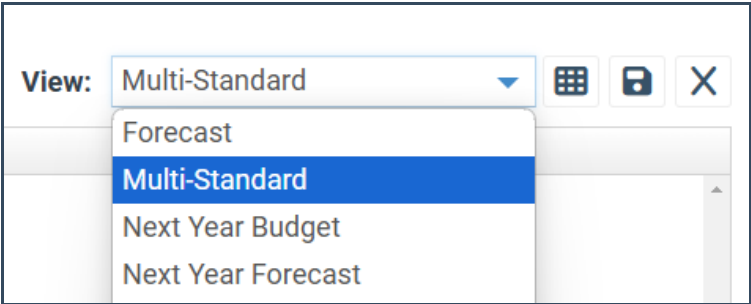 View: Multi-Standard
Forecast
Multi-Standard
Next Year Budget
Next Year Forecast